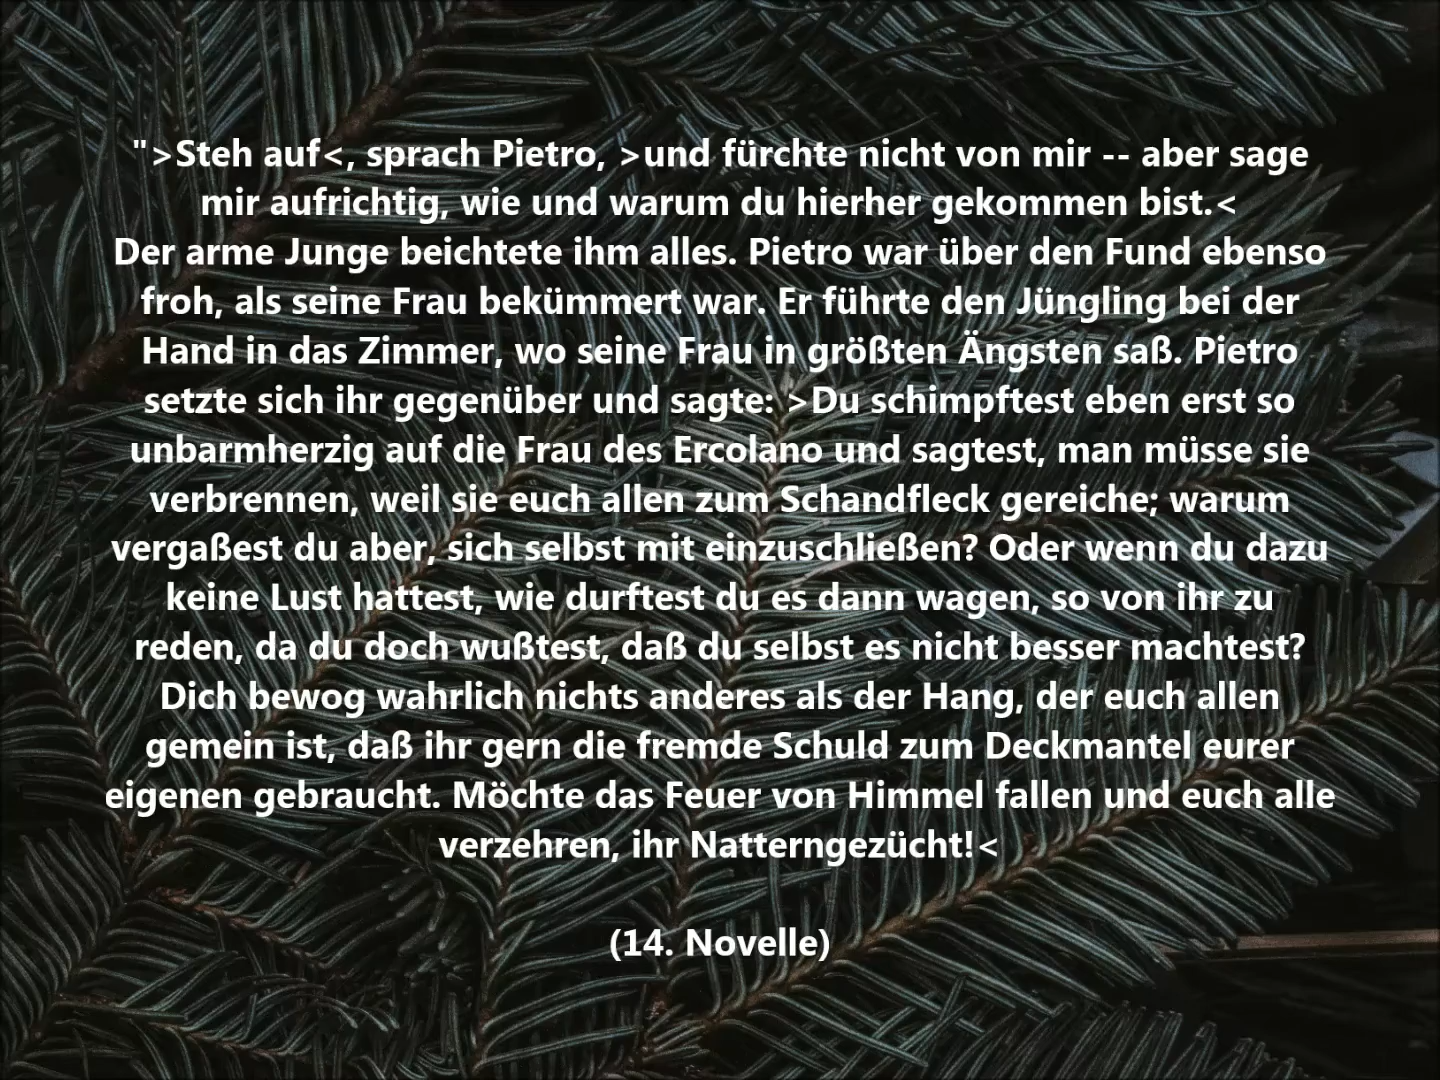 ">Steh auf<, sprach Pietro, >und fürchte nicht von mir -- aber sage
mir aufrichtig, wie und warum du hierher gekommen bist.<
Der arme Junge beichtete ihm alles. Pietro war über den Fund ebenso
froh, als seine Frau bekümmert war. Er führte den Jüngling bei der
Hand in das Zimmer, wo seine Frau in größten Ängsten saß. Pietro
setzte sich ihr gegenüber und sagte: >Du schimpftest eben erst so
unbarmherzig auf die Frau des Ercolano und sagtest, man müsse sie
verbrennen, weil sie euch allen zum Schandfleck gereiche; warum
vergaßest du aber, sich selbst mit einzuschließen? Oder wenn du dazu
keine Lust hattest, wie durftest du es dann wagen, so von ihr zu
reden, da du doch wußtest, daß du selbst es nicht besser machtest?
Dich bewog wahrlich nichts anderes als der Hang, der euch allen
gemein ist, daß ihr gern die fremde Schuld zum Deckmantel eurer
eigenen gebraucht. Möchte das Feuer von Himmel fallen und euch alle
verzehren, ihr Natterngezücht!<
(14. Novelle)